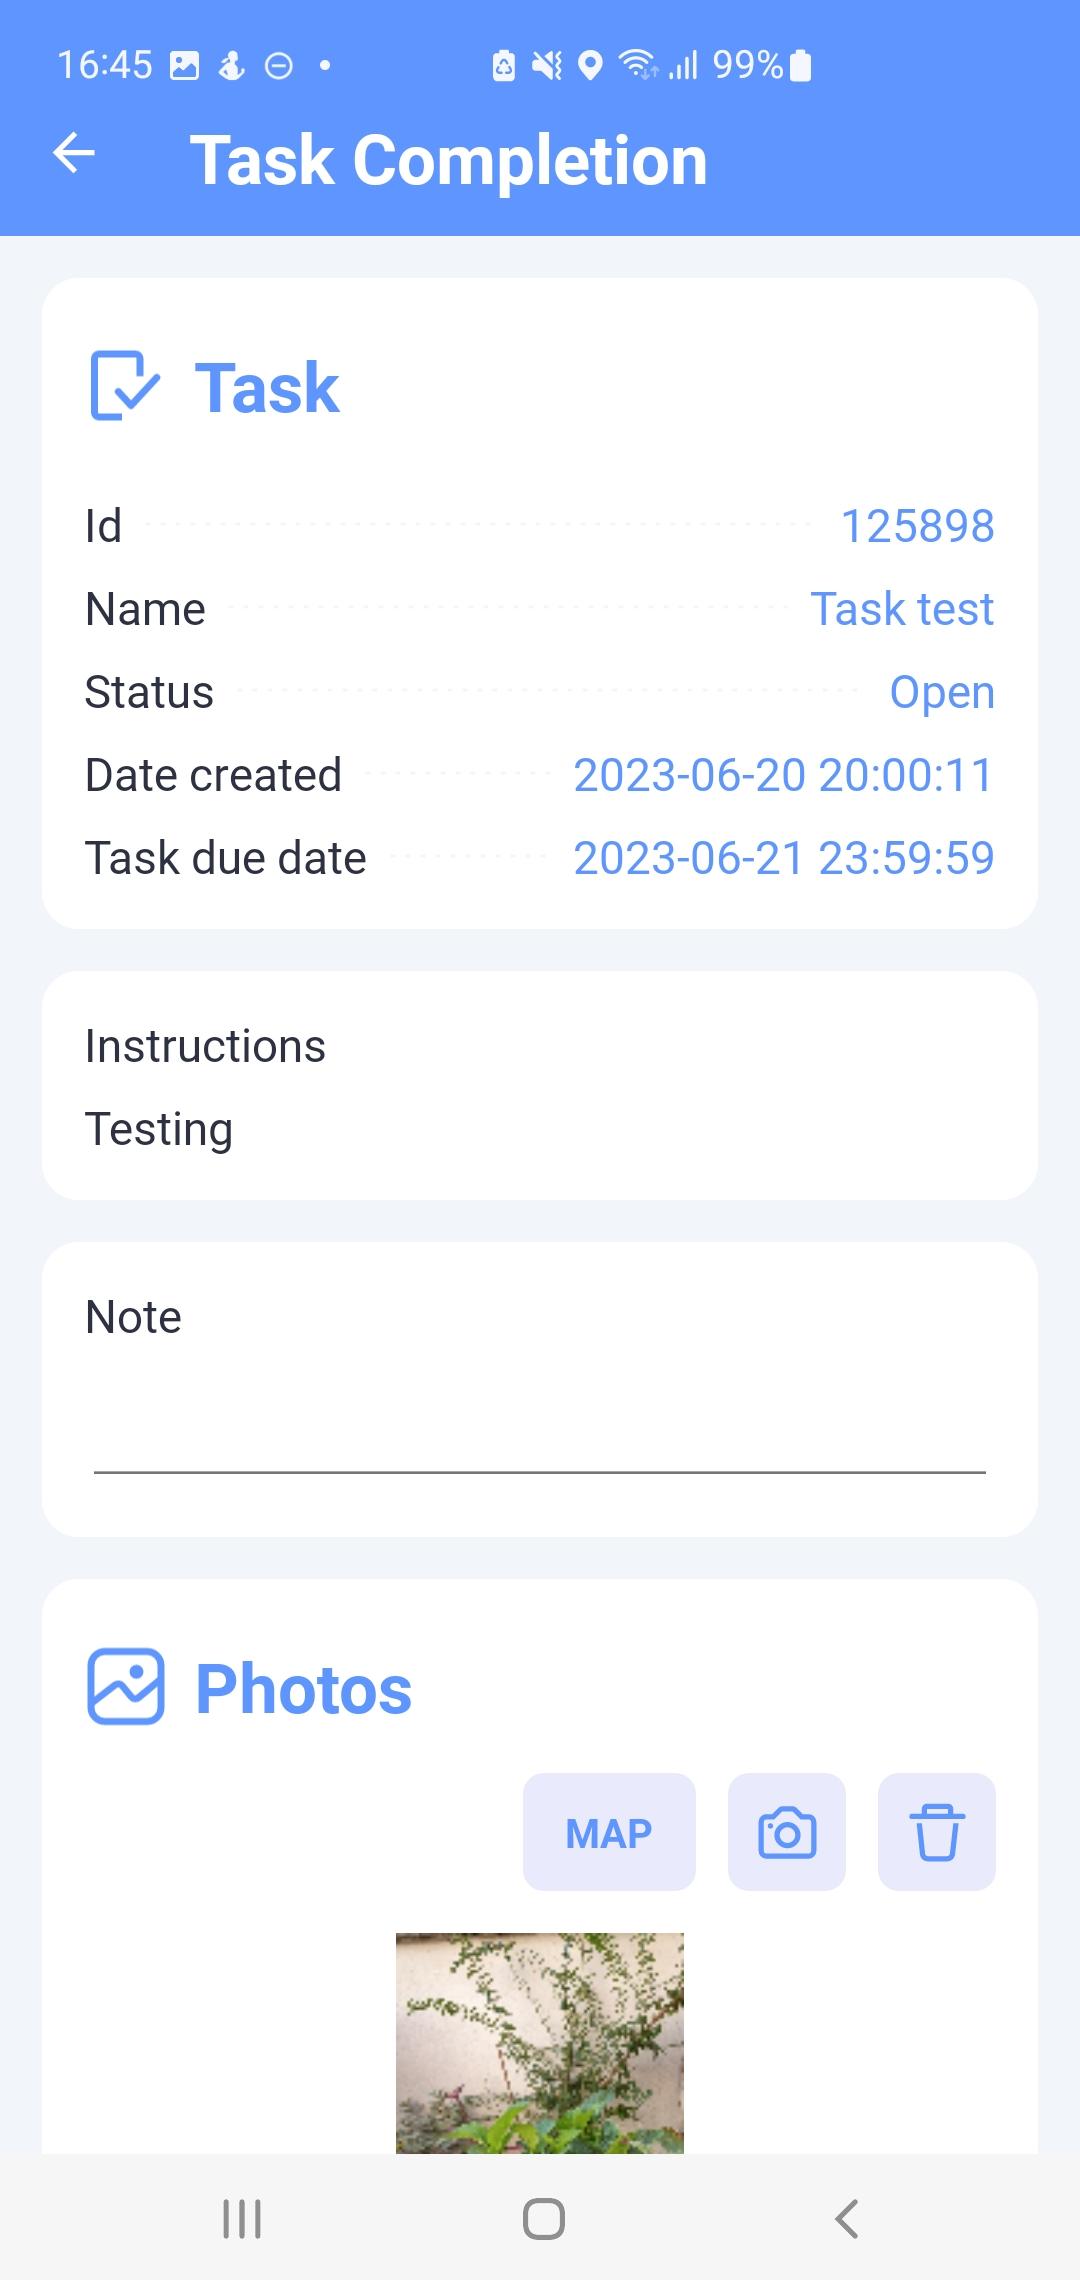 16:45 99%
Task Completion
Task
Id 125898
Name Task test
Status Open
Date created 2023-06-20 20:00:11
Task due date 2023-06-21 23:59:59
Instructions
Testing
Note
Photos
MAP